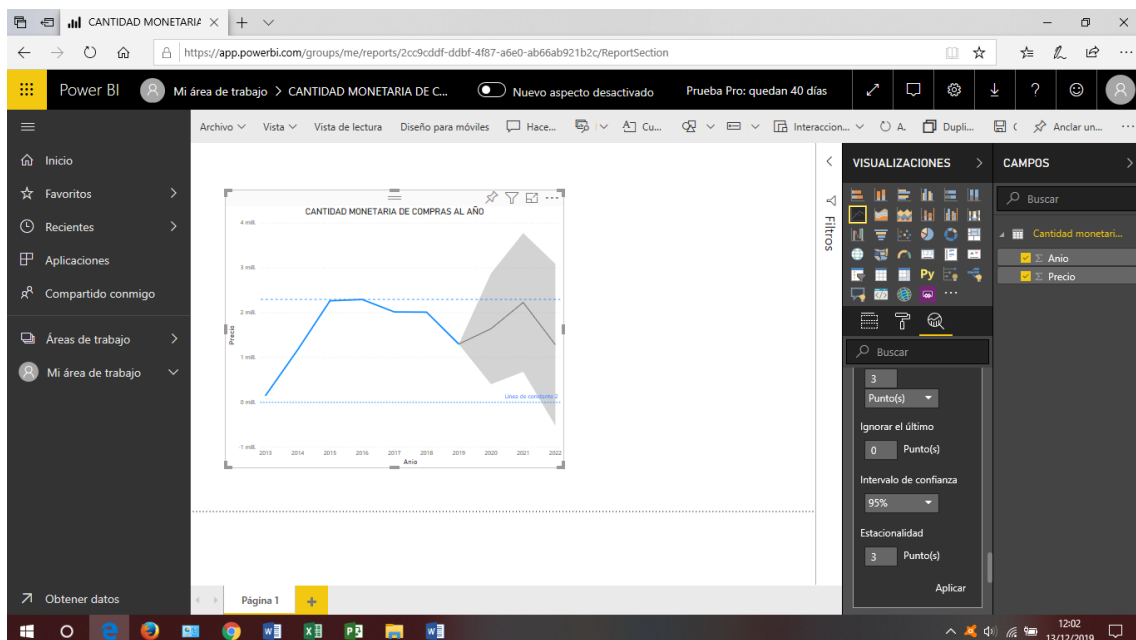 CANTIDAD MONETARIA
https://app.powerbi.com/groups/me/reports/2cc9cddf-ddbf-4f87-a6e0-ab66ab921b2c/ReportSection
Power BI
Mi área de trabajo > CANTIDAD MONETARIA DE C...
Nuevo aspecto desactivado
Prueba Pro: quedan 40 días
Archivo
Vista
Vista de lectura
Diseño para móviles
Hace...
Cu...
Interaccion...
A.
Dupli...
Anclar un...
Inicio
Favoritos
Recientes
Aplicaciones
Compartido conmigo
Áreas de trabajo
Mi área de trabajo
Obtener datos
CANTIDAD MONETARIA DE COMPRAS AL AÑO
4 mill.
3 mill.
2 mill.
1 mill.
0 mill.
-1 mill.
Precio
Línea de constante 2
2013 2014 2015 2016 2017 2018 2019 2020 2021 2022
Anio
Filtros
VISUALIZACIONES
Py
Buscar
3
Punto(s)
Ignorar el último
0 Punto(s)
Intervalo de confianza
95%
Estacionalidad
3 Punto(s)
Aplicar
CAMPOS
Buscar
Cantidad monetari...
Σ Anio
Σ Precio
Página 1
12:02
13/12/2019